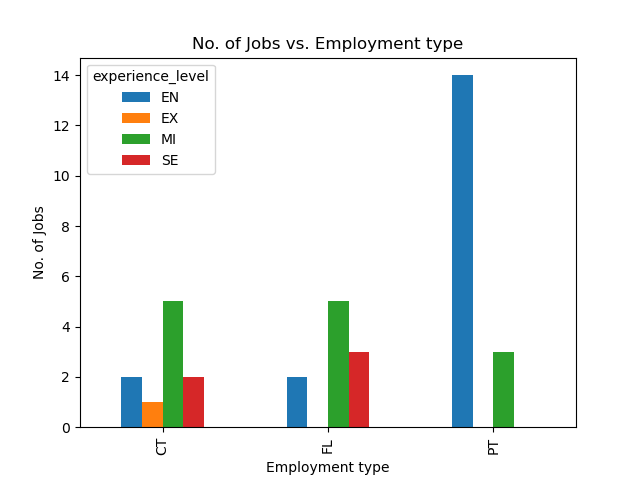 No. of Jobs vs. Employment type
experience_level
EN
EX
MI
SE
No. of Jobs
14
12
10
8
6
4
2
0
CT
FL
PT
Employment type